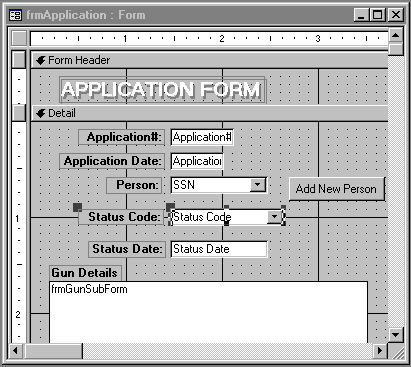 frmApplication : Form
1 2 3
Form Header
APPLICATION FORM
Detail
Application#: Application#
Application Date: Application
Person: SSN
Add New Person
1
Status Code: Status Code
Status Date: Status Date
Gun Details
frmGunSubForm
2